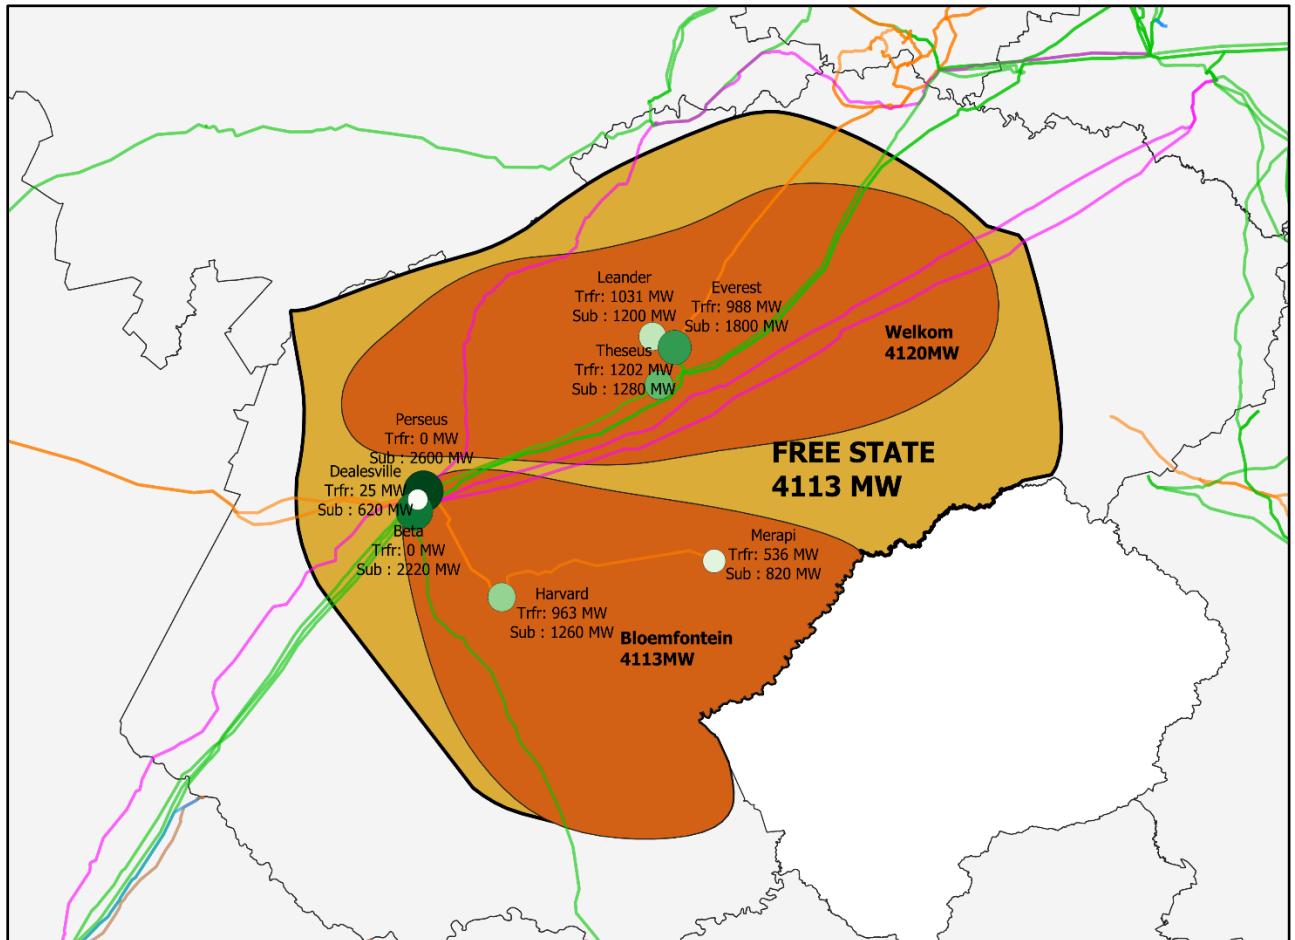 Leander
Trfr: 1031 MW
Sub : 1200 MW
Everest
Trfr: 988 MW
Sub : 1800 MW
Theseus
Trfr: 1202 MW
Sub : 1280 MW
Welkom
4120MW
Perseus
Trfr: 0 MW
Sub : 2600 MW
Dealesville
Trfr: 25 MW
Sub : 620 MW
Beta
Trfr: 0 MW
Sub : 2220 MW
FREE STATE
4113 MW
Merapi
Trfr: 536 MW
Sub : 820 MW
Harvard
Trfr: 963 MW
Sub : 1260 MW
Bloemfontein
4113MW